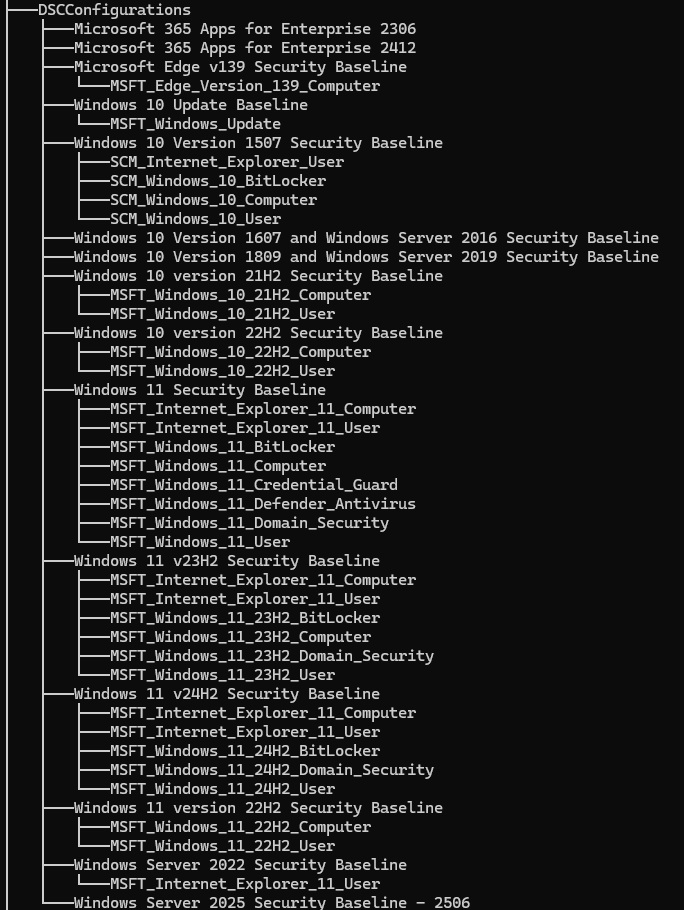 DSCConfigurations
Microsoft 365 Apps for Enterprise 2306
Microsoft 365 Apps for Enterprise 2412
Microsoft Edge v139 Security Baseline
MSFT_Edge_Version_139_Computer
Windows 10 Update Baseline
MSFT_Windows_Update
Windows 10 Version 1507 Security Baseline
SCM_Internet_Explorer_User
SCM_Windows_10_BitLocker
SCM_Windows_10_Computer
SCM_Windows_10_User
Windows 10 Version 1607 and Windows Server 2016 Security Baseline
Windows 10 Version 1809 and Windows Server 2019 Security Baseline
Windows 10 version 21H2 Security Baseline
MSFT_Windows_10_21H2_Computer
MSFT_Windows_10_21H2_User
Windows 10 version 22H2 Security Baseline
MSFT_Windows_10_22H2_Computer
MSFT_Windows_10_22H2_User
Windows 11 Security Baseline
MSFT_Internet_Explorer_11_Computer
MSFT_Internet_Explorer_11_User
MSFT_Windows_11_BitLocker
MSFT_Windows_11_Computer
MSFT_Windows_11_Credential_Guard
MSFT_Windows_11_Defender_Antivirus
MSFT_Windows_11_Domain_Security
MSFT_Windows_11_User
Windows 11 v23H2 Security Baseline
MSFT_Internet_Explorer_11_Computer
MSFT_Internet_Explorer_11_User
MSFT_Windows_11_23H2_BitLocker
MSFT_Windows_11_23H2_Computer
MSFT_Windows_11_23H2_Domain_Security
MSFT_Windows_11_23H2_User
Windows 11 v24H2 Security Baseline
MSFT_Internet_Explorer_11_Computer
MSFT_Internet_Explorer_11_User
MSFT_Windows_11_24H2_BitLocker
MSFT_Windows_11_24H2_Domain_Security
MSFT_Windows_11_24H2_User
Windows 11 version 22H2 Security Baseline
MSFT_Windows_11_22H2_Computer
MSFT_Windows_11_22H2_User
Windows Server 2022 Security Baseline
MSFT_Internet_Explorer_11_User
Windows Server 2025 Security Baseline - 2506